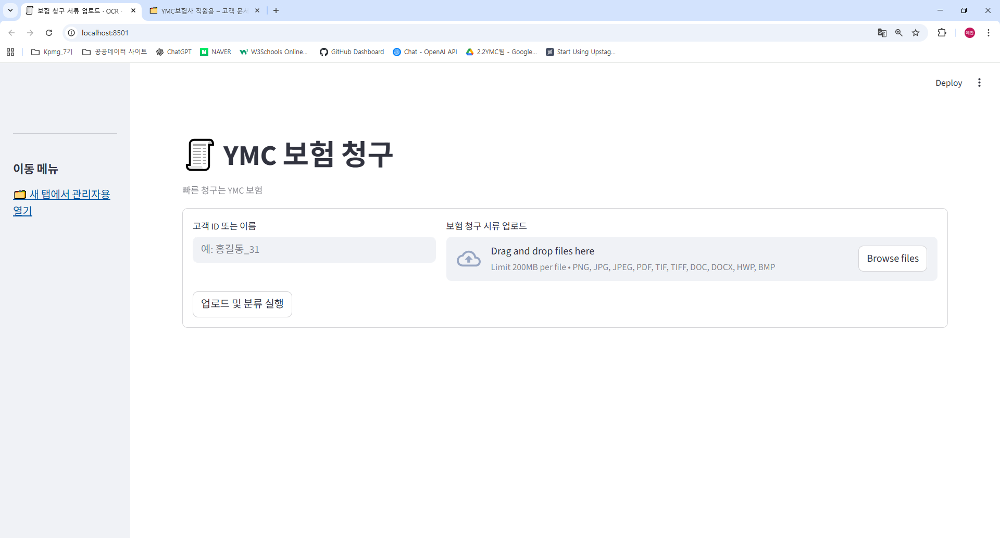 보험 청구 서류 업로드 · OCR
YMC보험사 직원용 – 고객 문서
localhost:8501
예찬
Kpmg_7기
공공데이터 사이트
ChatGPT
NAVER
W3Schools Online...
GitHub Dashboard
Chat - OpenAI API
2.2YMC팀 - Google...
Start Using Upstag...
Deploy
이동 메뉴
새 탭에서 관리자용
열기
YMC 보험 청구
빠른 청구는 YMC 보험
고객 ID 또는 이름
예: 홍길동_31
보험 청구 서류 업로드
Drag and drop files here
Limit 200MB per file • PNG, JPG, JPEG, PDF, TIF, TIFF, DOC, DOCX, HWP, BMP
Browse files
업로드 및 분류 실행